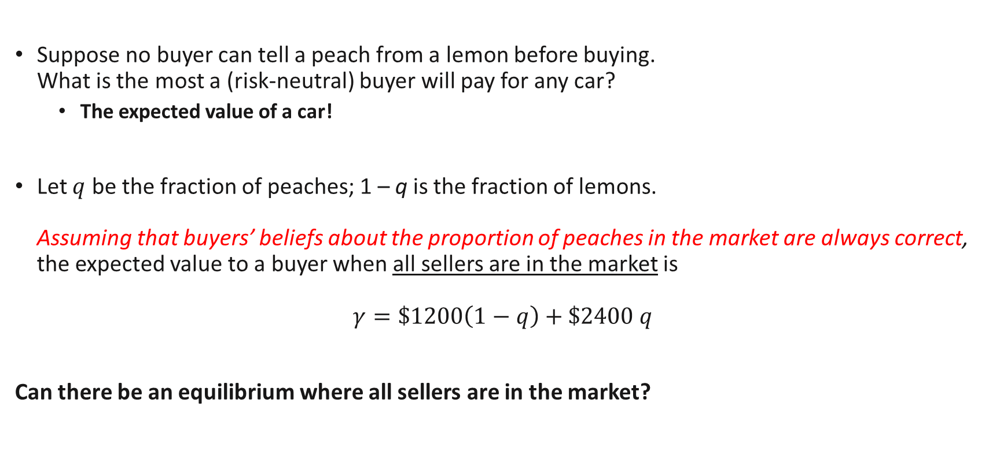 • Suppose no buyer can tell a peach from a lemon before buying.
What is the most a (risk-neutral) buyer will pay for any car?
• The expected value of a car!
• Let q be the fraction of peaches; 1 – q is the fraction of lemons.
Assuming that buyers’ beliefs about the proportion of peaches in the market are always correct,
the expected value to a buyer when all sellers are in the market is
γ = $1200(1 − q) + $2400 q
Can there be an equilibrium where all sellers are in the market?